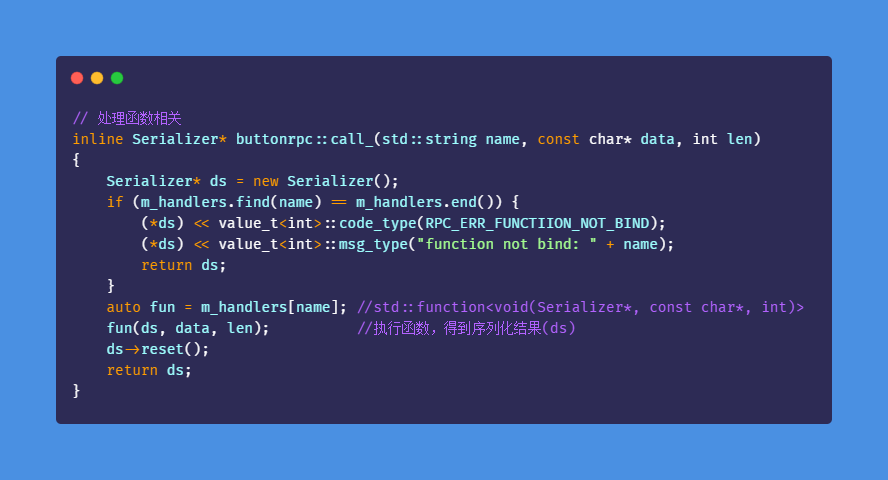 // 处理函数相关
inline Serializer* buttonrpc::call_(std::string name, const char* data, int len)
{
    Serializer* ds = new Serializer();
    if (m_handlers.find(name) == m_handlers.end()) {
        (*ds) << value_t<int>::code_type(RPC_ERR_FUNCTIION_NOT_BIND);
        (*ds) << value_t<int>::msg_type("function not bind: " + name);
        return ds;
    }
    auto fun = m_handlers[name]; //std::function<void(Serializer*, const char*, int)>
    fun(ds, data, len);          //执行函数，得到序列化结果(ds)
    ds->reset();
    return ds;
}